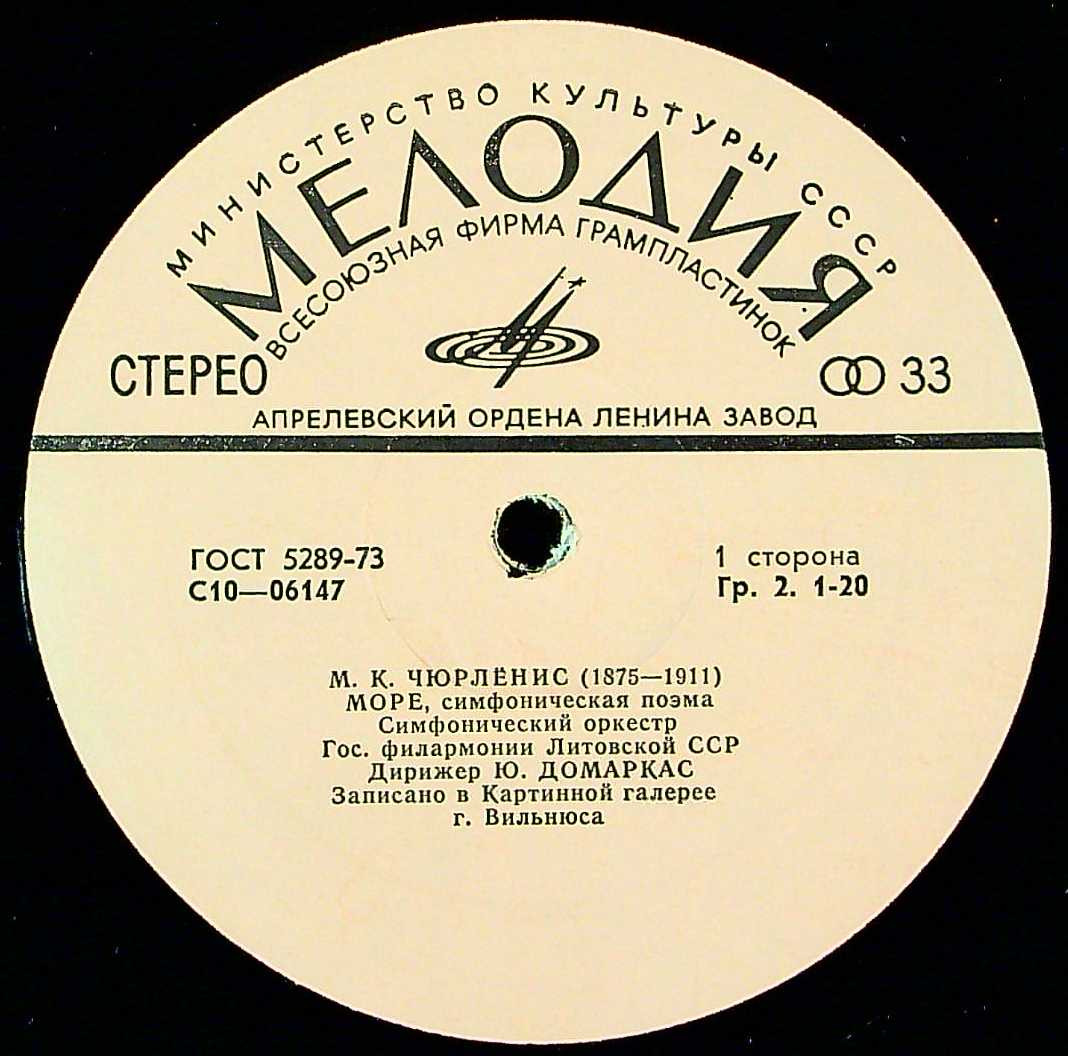 МИНИСТЕРСТВО КУЛЬТУРЫ СССР
МЕЛОДИЯ
ВСЕСОЮЗНАЯ ФИРМА ГРАМПЛАСТИНОК
СТЕРЕО
33
АПРЕЛЕВСКИЙ ОРДЕНА ЛЕНИНА ЗАВОД
ГОСТ 5289-73
С10—06147
1 сторона
Гр. 2. 1-20
М. К. ЧЮРЛЁНИС (1875—1911)
МОРЕ, симфоническая поэма
Симфонический оркестр
Гос. филармонии Литовской ССР
Дирижер Ю. ДОМАРКАС
Записано в Картинной галерее
г. Вильнюса